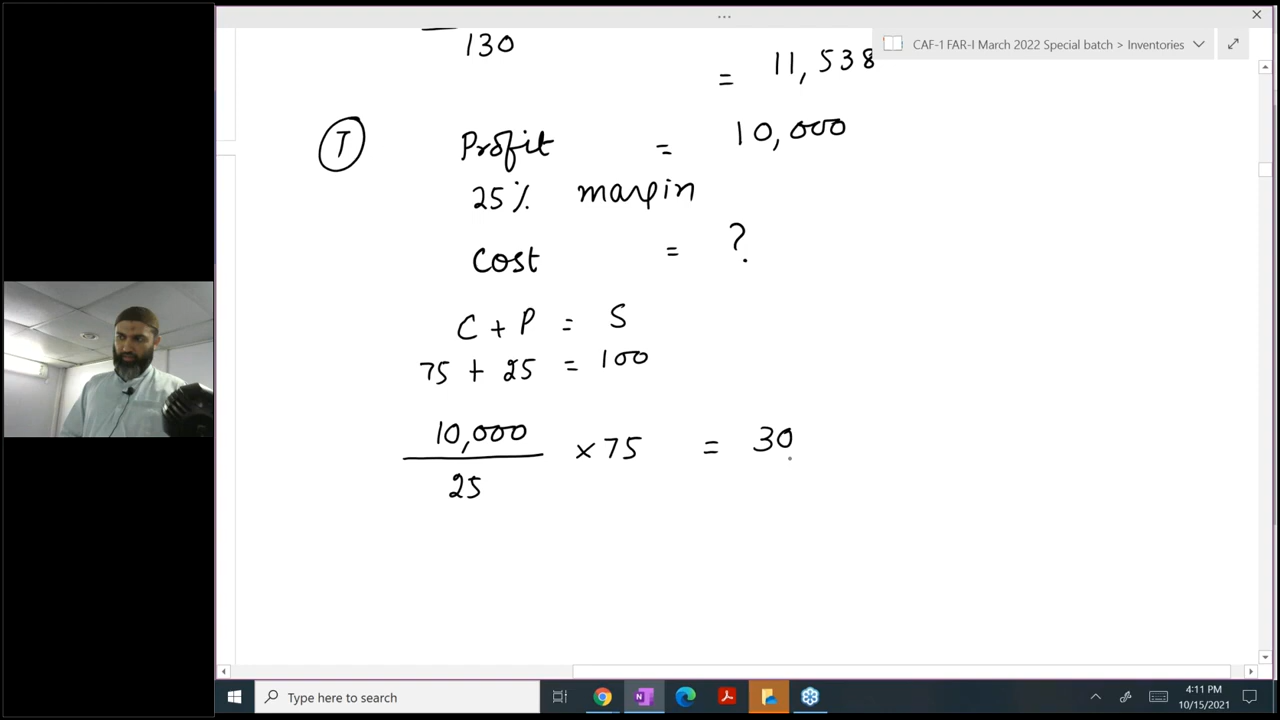 CAF-1 FAR-I March 2022 Special batch > Inventories
130
= 11,538
T Profit = 10,000
25% margin
Cost = ?
C + P = S
75 + 25 = 100
10,000
× 75 = 30
25
Type here to search
4:11 PM
10/15/2021